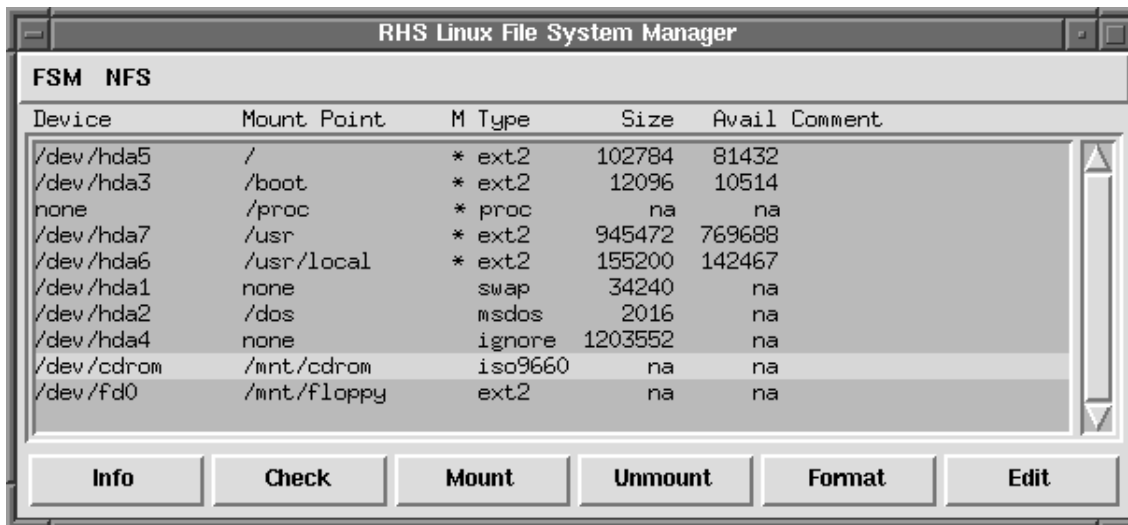 RHS Linux File System Manager
FSM NFS
Device Mount Point M Type Size Avail Comment
/dev/hda5 / * ext2 102784 81432
/dev/hda3 /boot * ext2 12096 10514
none /proc * proc na na
/dev/hda7 /usr * ext2 945472 769688
/dev/hda6 /usr/local * ext2 155200 142467
/dev/hda1 none swap 34240 na
/dev/hda2 /dos msdos 2016 na
/dev/hda4 none ignore 1203552 na
/dev/cdrom /mnt/cdrom iso9660 na na
/dev/fd0 /mnt/floppy ext2 na na
Info Check Mount Unmount Format Edit